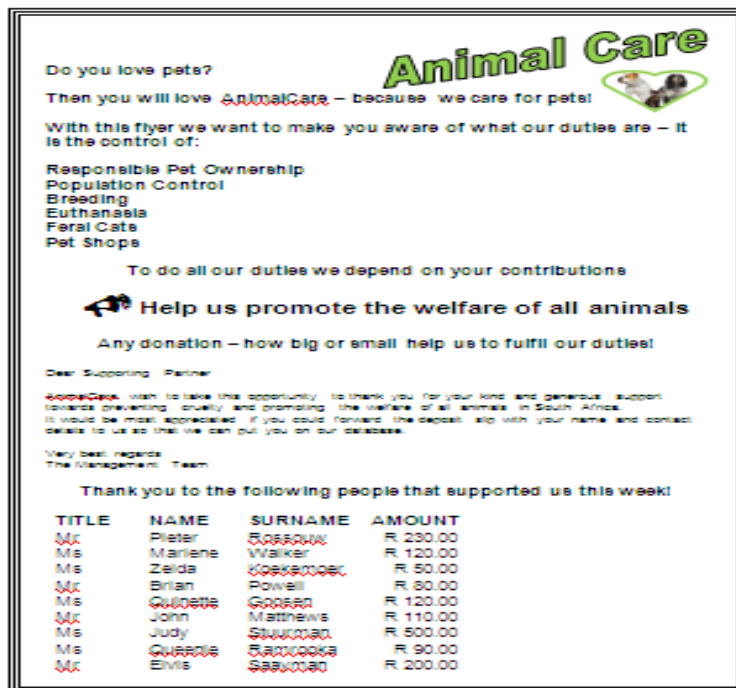 Animal Care
Do you love pets?
Then you will love AnimalCare – because we care for pets!
With this flyer we want to make you aware of what our duties are – it
is the control of:
Responsible Pet Ownership
Population Control
Breeding
Euthanasia
Feral Cats
Pet Shops
To do all our duties we depend on your contributions
Help us promote the welfare of all animals
Any donation – how big or small help us to fulfil our duties!
Dear Supporting Partner
AnimalCare, wish to take this opportunity to thank you for your kind and generous support
towards preventing cruelty and promoting the welfare of all animals in South Africa.
It would be most appreciated if you could forward the deposit slip with your name and contact
details to us so that we can put you on our database.
Very best regards
The Management Team
Thank you to the following people that supported us this week!
TITLE NAME SURNAME AMOUNT
Mr Pieter Rossouw R 230.00
Ms Marlene Walker R 120.00
Ms Zelda Koekemoer R 50.00
Mr Brian Powell R 80.00
Ms Quinette Goosen R 120.00
Mr John Matthews R 110.00
Ms Judy Stuurman R 500.00
Ms Queenie Ramrooka R 90.00
Mr Elvis Saayman R 200.00